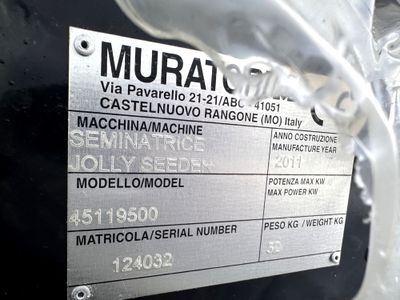 MURATORI
Via Pavarello 21-21/ABC - 41051
CASTELNUOVO RANGONE (MO) Italy
MACCHINA/MACHINE
SEMINATRICE
JOLLY SEEDER
ANNO COSTRUZIONE
MANUFACTURE YEAR
2011
MODELLO/MODEL
45119500
POTENZA MAX KW
MAX POWER KW
MATRICOLA/SERIAL NUMBER
124032
PESO KG / WEIGHT KG